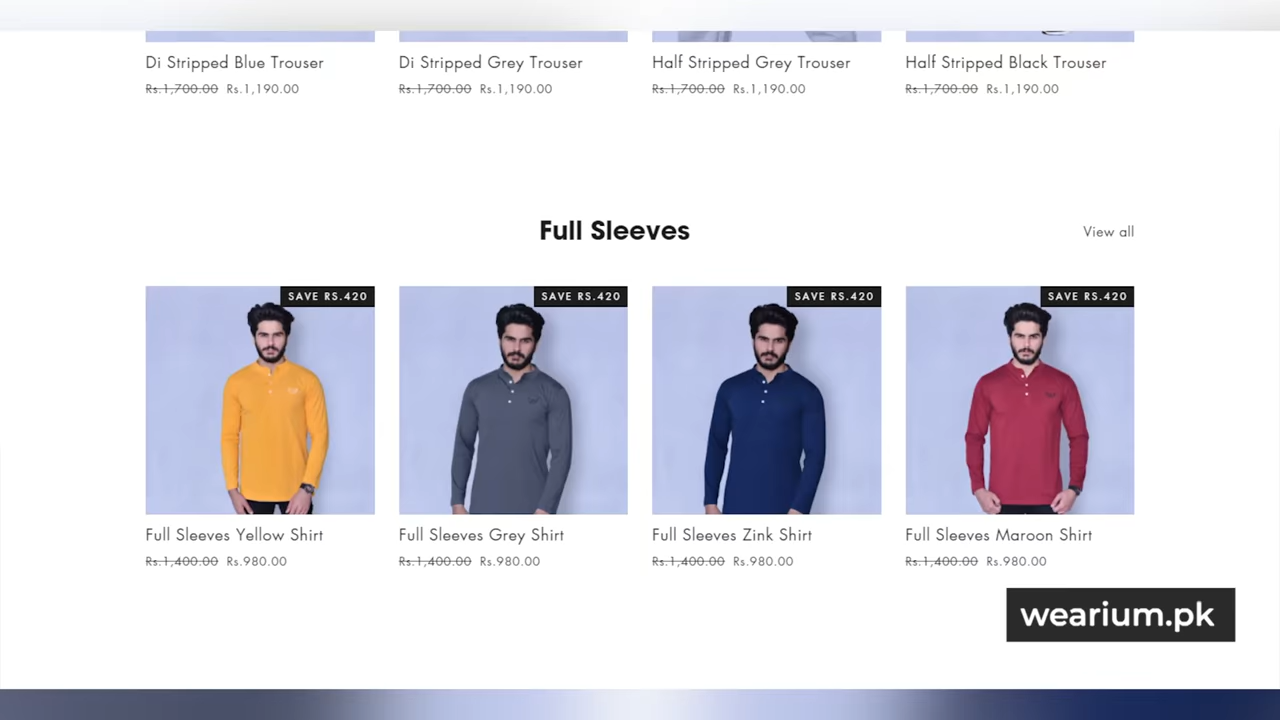 Di Stripped Blue Trouser
Rs.1,700.00 Rs.1,190.00
Di Stripped Grey Trouser
Rs.1,700.00 Rs.1,190.00
Half Stripped Grey Trouser
Rs.1,700.00 Rs.1,190.00
Half Stripped Black Trouser
Rs.1,700.00 Rs.1,190.00
Full Sleeves
View all
SAVE RS.420
Full Sleeves Yellow Shirt
Rs.1,400.00 Rs.980.00
SAVE RS.420
Full Sleeves Grey Shirt
Rs.1,400.00 Rs.980.00
SAVE RS.420
Full Sleeves Zink Shirt
Rs.1,400.00 Rs.980.00
SAVE RS.420
Full Sleeves Maroon Shirt
Rs.1,400.00 Rs.980.00
wearium.pk